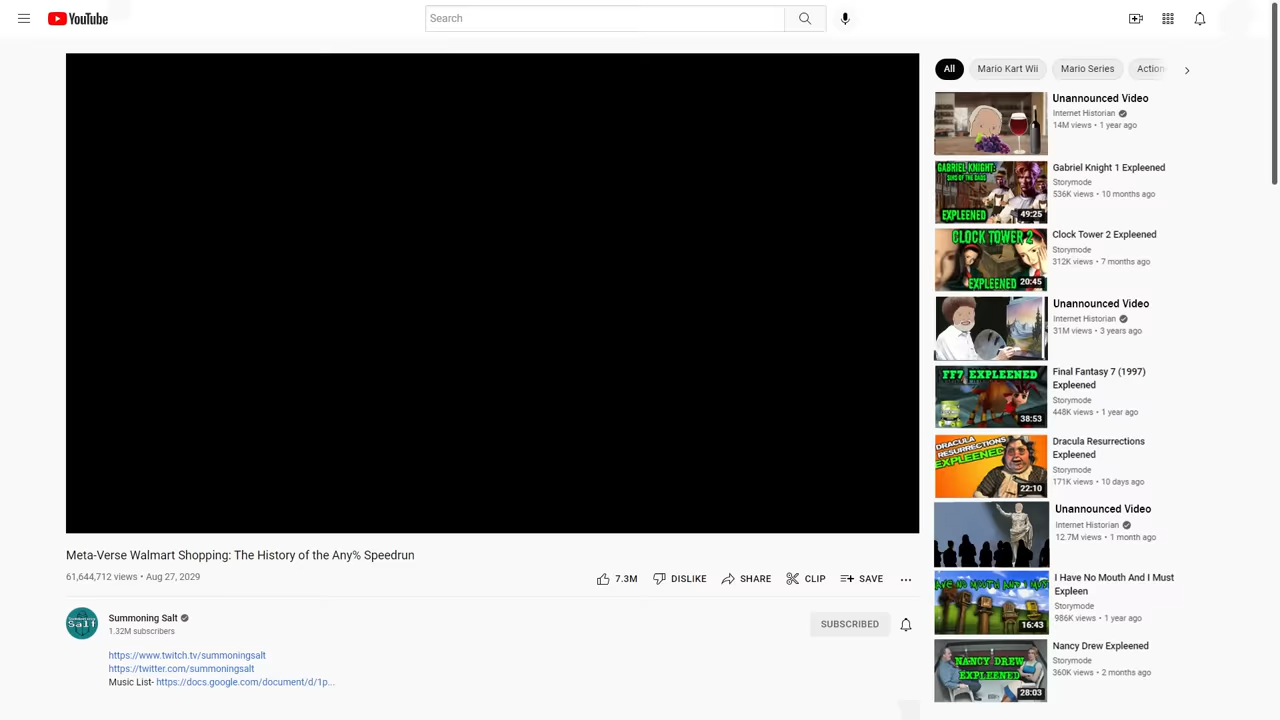 YouTube
Search
All
Mario Kart Wii
Mario Series
Action
Unannounced Video
Internet Historian
14M views • 1 year ago
GABRIEL KNIGHT:
SINS OF THE DADS
EXPLEENED
49:25
Gabriel Knight 1 Expleened
Storymode
536K views • 10 months ago
CLOCK TOWER 2
EXPLEENED
20:45
Clock Tower 2 Expleened
Storymode
312K views • 7 months ago
Unannounced Video
Internet Historian
31M views • 3 years ago
FF7 EXPLEENED
38:53
Final Fantasy 7 (1997)
Expleened
Storymode
448K views • 1 year ago
DRACULA
RESURRECTIONS
EXPLEENED
22:10
Dracula Resurrections
Expleened
Storymode
171K views • 10 days ago
Unannounced Video
Internet Historian
12.7M views • 1 month ago
16:43
I Have No Mouth And I Must
Expleen
Storymode
986K views • 1 year ago
NANCY DREW
EXPLEENED
28:03
Nancy Drew Expleened
Storymode
360K views • 2 months ago
Meta-Verse Walmart Shopping: The History of the Any% Speedrun
61,644,712 views • Aug 27, 2029
7.3M
DISLIKE
SHARE
CLIP
SAVE
Summoning Salt
1.32M subscribers
SUBSCRIBED
https://www.twitch.tv/summoningsalt
https://twitter.com/summoningsalt
Music List- https://docs.google.com/document/d/1p...